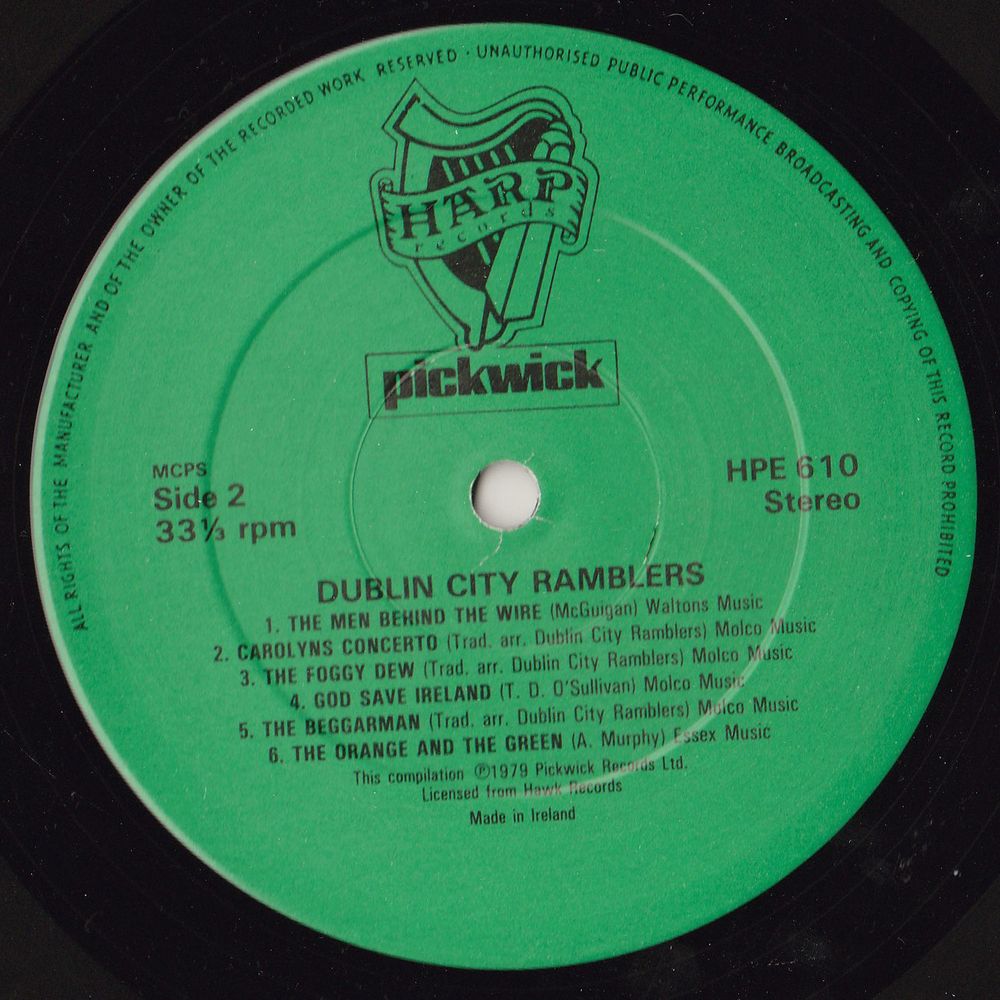 ALL RIGHTS OF THE MANUFACTURER AND OF THE OWNER OF THE RECORDED WORK RESERVED · UNAUTHORISED PUBLIC PERFORMANCE BROADCASTING AND COPYING OF THIS RECORD PROHIBITED
HARP
records
pickwick
MCPS
Side 2
33⅓ rpm
HPE 610
Stereo
DUBLIN CITY RAMBLERS
1. THE MEN BEHIND THE WIRE (McGuigan) Waltons Music
2. CAROLYNS CONCERTO (Trad. arr. Dublin City Ramblers) Molco Music
3. THE FOGGY DEW (Trad. arr. Dublin City Ramblers) Molco Music
4. GOD SAVE IRELAND (T. D. O'Sullivan) Molco Music
5. THE BEGGARMAN (Trad. arr. Dublin City Ramblers) Molco Music
6. THE ORANGE AND THE GREEN (A. Murphy) Essex Music
This compilation ℗1979 Pickwick Records Ltd.
Licensed from Hawk Records
Made in Ireland